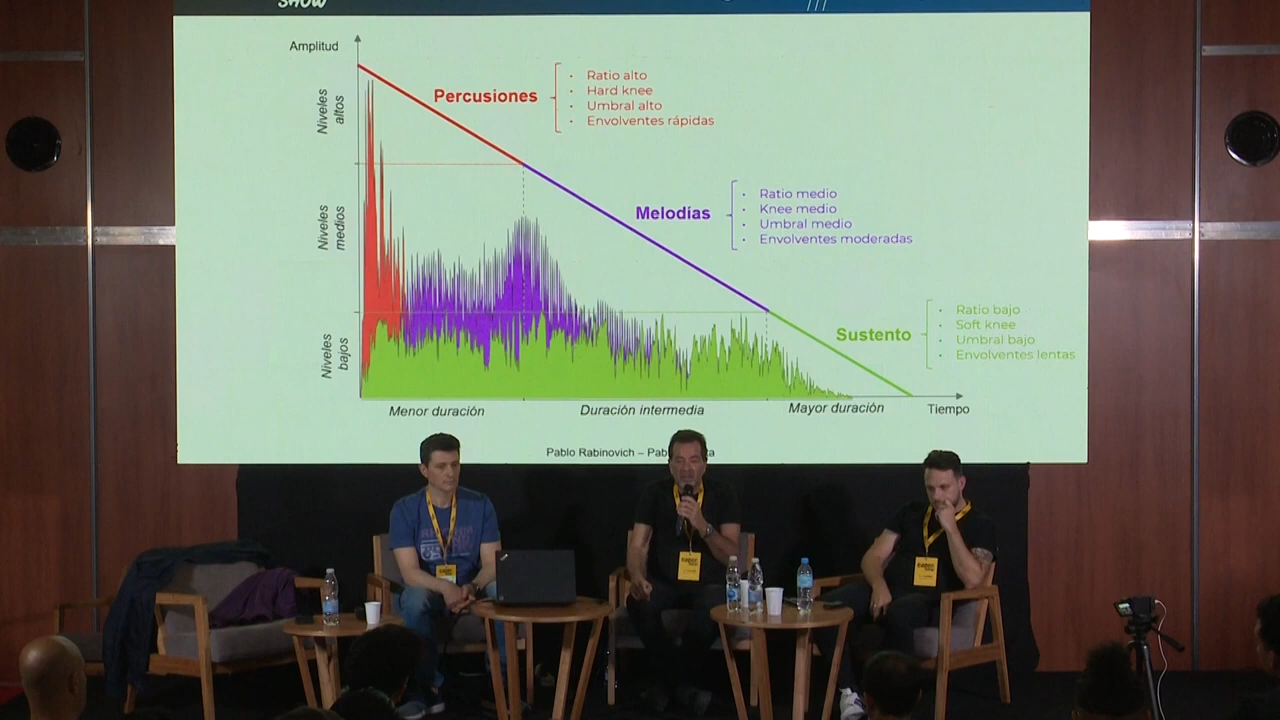 SHOW
Amplitud
Niveles
altos
Percusiones
• Ratio alto
• Hard knee
• Umbral alto
• Envolventes rápidas
Niveles
medios
Melodías
• Ratio medio
• Knee medio
• Umbral medio
• Envolventes moderadas
Niveles
bajos
Sustento
• Ratio bajo
• Soft knee
• Umbral bajo
• Envolventes lentas
Menor duración
Duración intermedia
Mayor duración
Tiempo
Pablo Rabinovich –